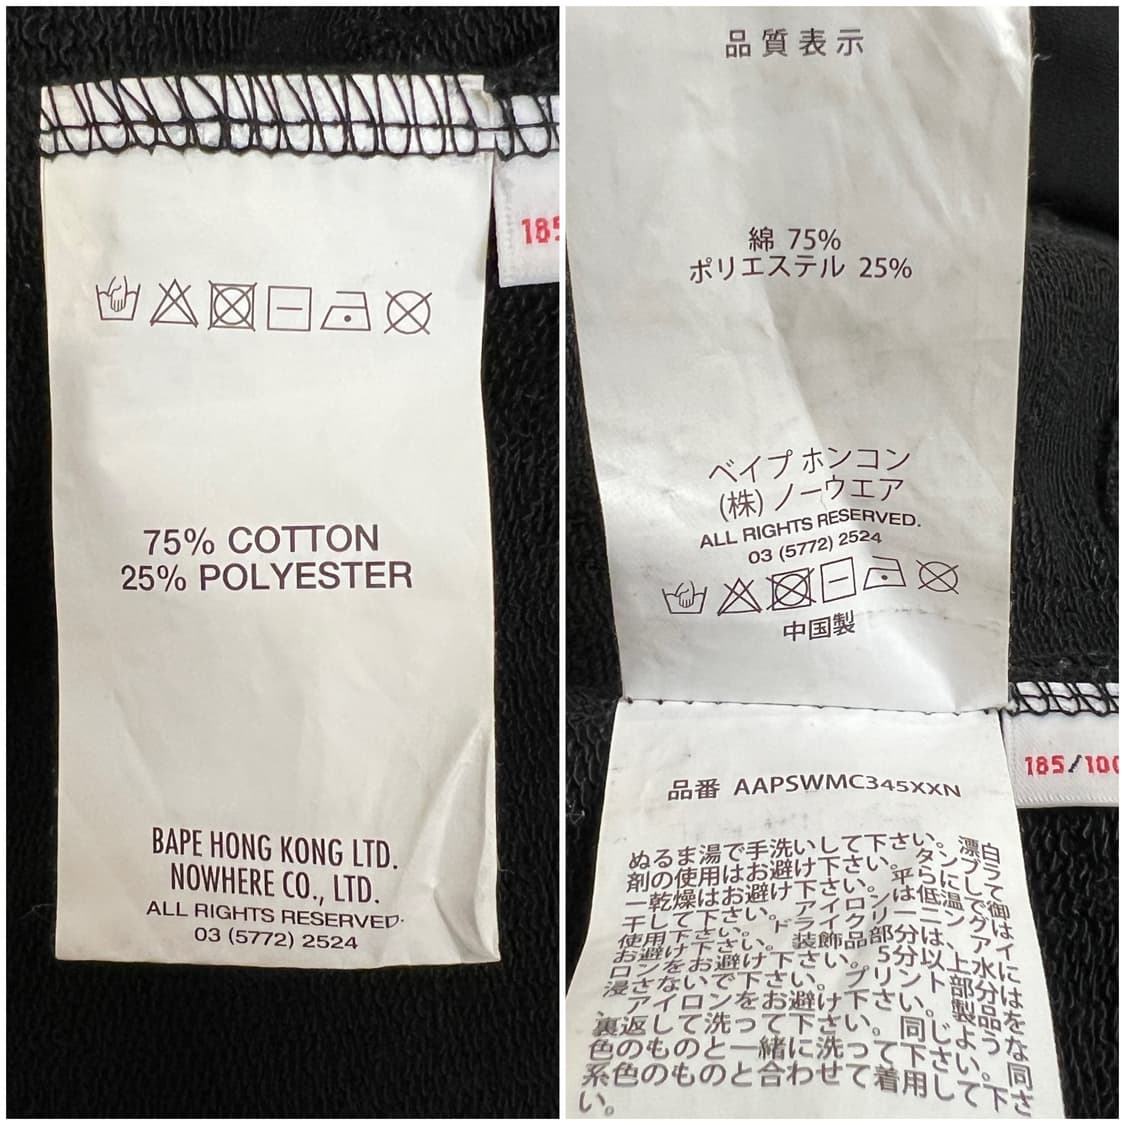 185
75% COTTON
25% POLYESTER
BAPE HONG KONG LTD.
NOWHERE CO., LTD.
ALL RIGHTS RESERVED.
03 (5772) 2524
品質表示
綿 75%
ポリエステル 25%
ベイプ ホンコン
(株) ノーウエア
ALL RIGHTS RESERVED.
03 (5772) 2524
中国製
185/100
品番 AAPSWMC345XXN
ぬるま湯で手洗いして下さい。漂白
剤の使用はお避け下さい。タンブラ
ー乾燥はお避け下さい。平らにして御
干して下さい。アイロンは低温でグは
使用下さい。ドライクリーニン アイ
お避け下さい。装飾品部分は、水に
ロンをお避け下さい。5分以上
浸さないで下さい。プリント部分は
、アイロンをお避け下さい。製品を
裏返して洗って下さい。同じような
色のものと一緒に洗って下さい。同
系色のものと合わせて着用して下さ
い。